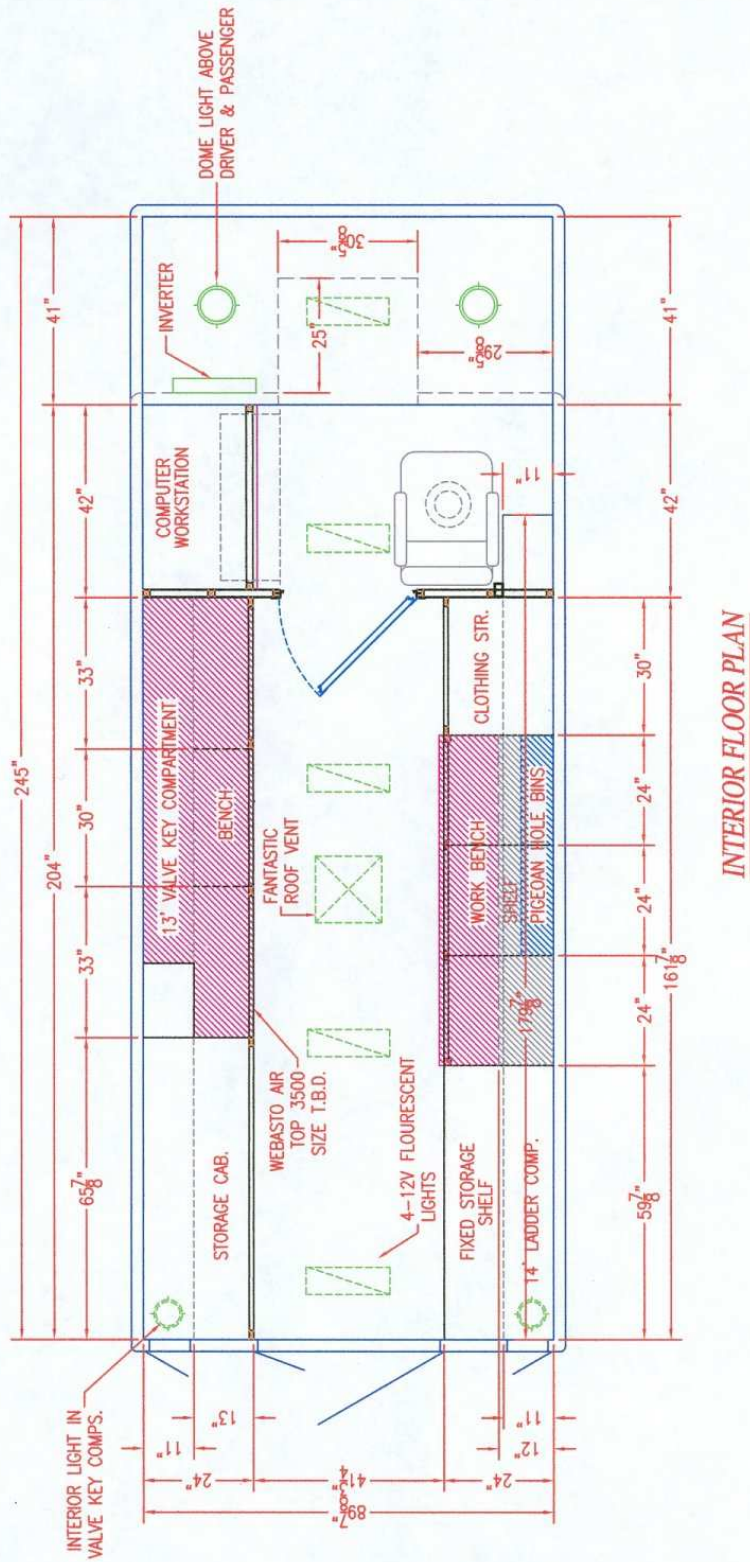 245"
204"
41"
65⅞"
33"
30"
33"
42"
DOME LIGHT ABOVE
DRIVER & PASSENGER
INVERTER
INTERIOR LIGHT IN
VALVE KEY COMPS.
13' VALVE KEY COMPARTMENT
BENCH
STORAGE CAB.
COMPUTER
WORKSTATION
25"
30⅝"
29⅝"
11"
WEBASTO AIR
TOP 3500
SIZE T.B.D.
FANTASTIC
ROOF VENT
4-12V FLOURESCENT
LIGHTS
FIXED STORAGE
SHELF
14' LADDER COMP.
WORK BENCH
SHELF
PIGEOAN HOLE BINS
CLOTHING STR.
179⅞"
11"
13"
24"
24"
89⅞"
12"
11"
59⅞"
24"
24"
24"
30"
42"
41"
161⅞"
INTERIOR FLOOR PLAN